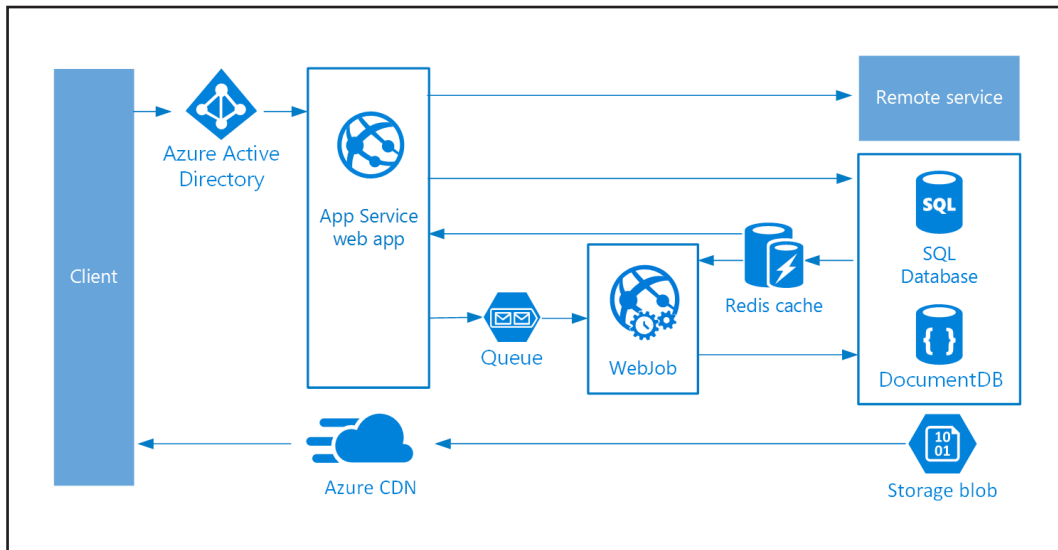 Remote service
Azure Active
Directory
App Service
web app
SQL
SQL
Database
Client
Redis cache
Queue
WebJob
{ }
DocumentDB
10
01
Azure CDN
Storage blob